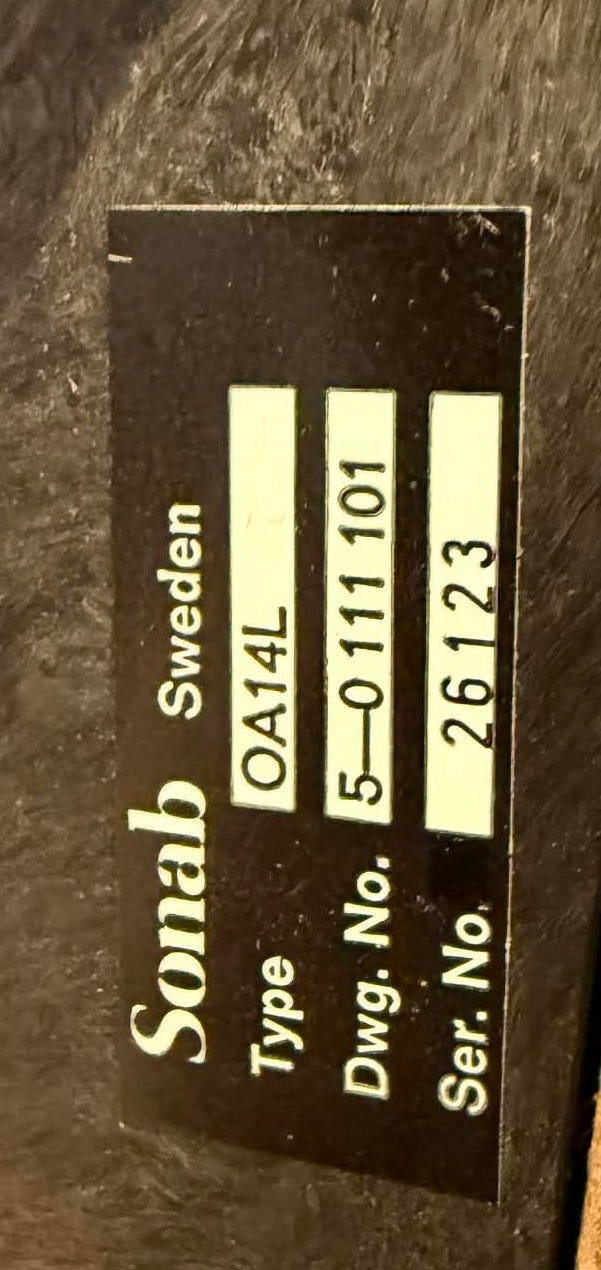 Sonab Sweden
Type OA14L
Dwg. No. 5—0 111 101
Ser. No. 26123